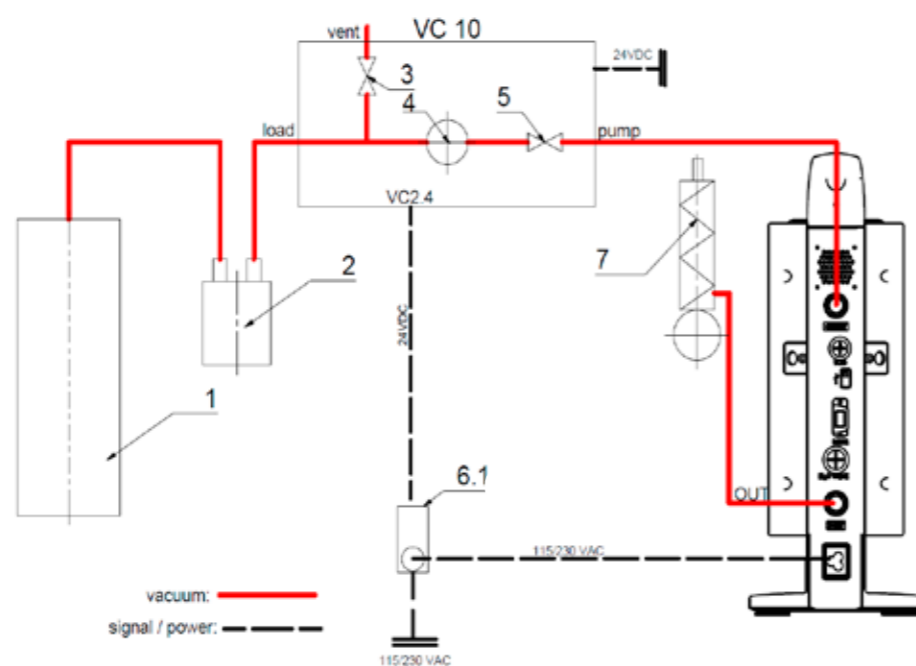 vent
VC 10
24VDC
3
4
5
load
pump
VC2.4
7
2
24VDC
1
6.1
OUT
115/230 VAC
vacuum:
signal / power:
115/230 VAC